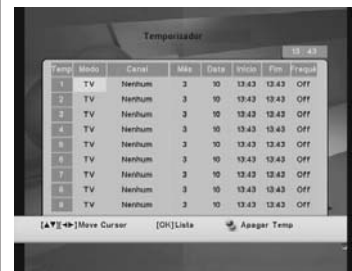 Temporizador
13:43
Temp Modo Canal Mês Data Início Fim Frequê
1 TV Nenhum 3 10 13:43 13:43 Off
2 TV Nenhum 3 10 13:43 13:43 Off
3 TV Nenhum 3 10 13:43 13:43 Off
4 TV Nenhum 3 10 13:43 13:43 Off
5 TV Nenhum 3 10 13:43 13:43 Off
6 TV Nenhum 3 10 13:43 13:43 Off
7 TV Nenhum 3 10 13:43 13:43 Off
8 TV Nenhum 3 10 13:43 13:43 Off
[▲▼][◄►]Move Cursor [OK]Lista Apagar Temp